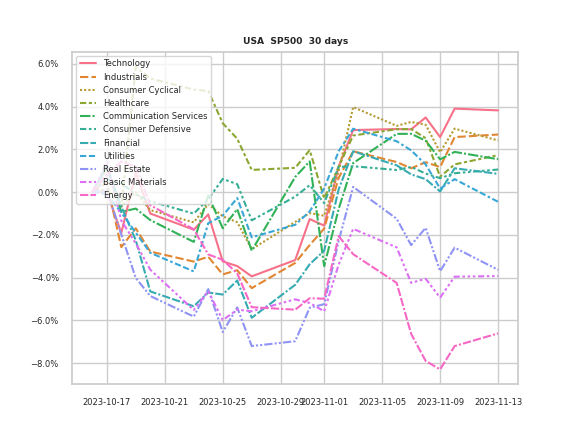 USA  SP500  30 days
6.0%
4.0%
2.0%
0.0%
−2.0%
−4.0%
−6.0%
−8.0%
Technology
Industrials
Consumer Cyclical
Healthcare
Communication Services
Consumer Defensive
Financial
Utilities
Real Estate
Basic Materials
Energy
2023-10-17 2023-10-21 2023-10-25 2023-10-29 2023-11-01 2023-11-05 2023-11-09 2023-11-13